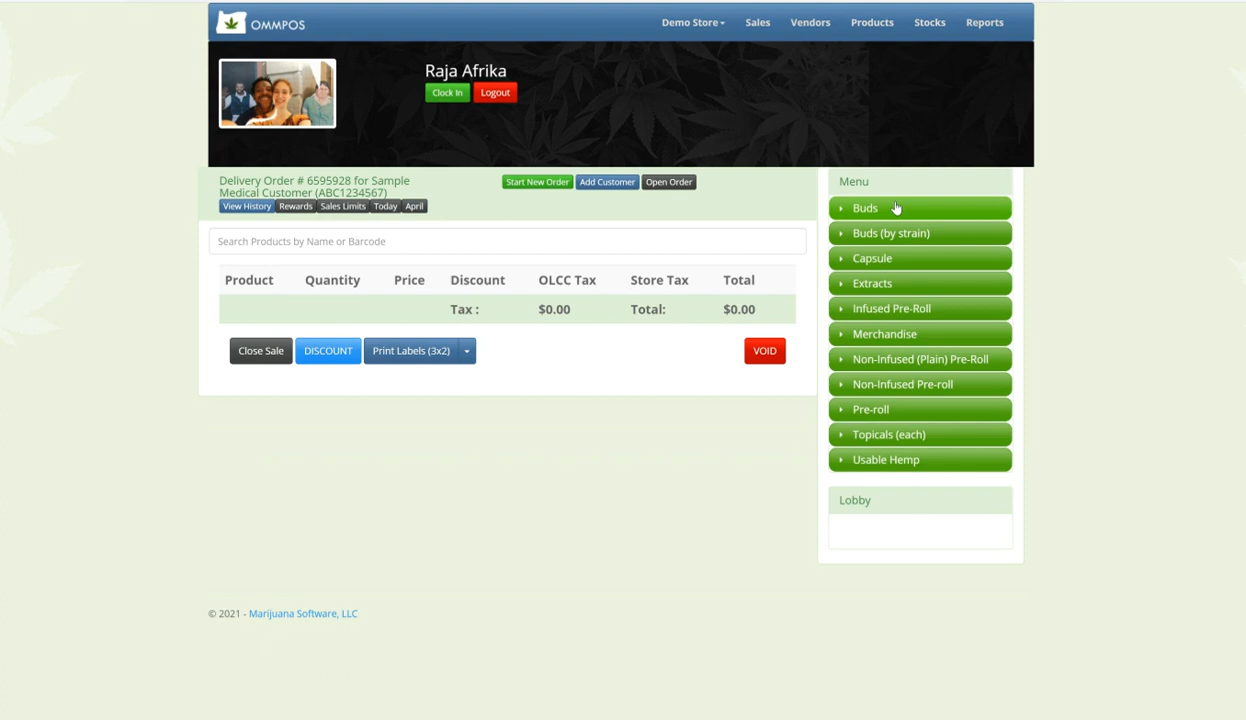 OMMPOS
Demo Store Sales Vendors Products Stocks Reports
Raja Afrika
Clock In Logout
Delivery Order # 6595928 for Sample
Medical Customer (ABC1234567)
View History Rewards Sales Limits Today April
Start New Order Add Customer Open Order
Search Products by Name or Barcode
Product Quantity Price Discount OLCC Tax Store Tax Total
Tax : $0.00 Total: $0.00
Close Sale DISCOUNT Print Labels (3x2) VOID
Menu
Buds
Buds (by strain)
Capsule
Extracts
Infused Pre-Roll
Merchandise
Non-Infused (Plain) Pre-Roll
Non-Infused Pre-roll
Pre-roll
Topicals (each)
Usable Hemp
Lobby
© 2021 - Marijuana Software, LLC